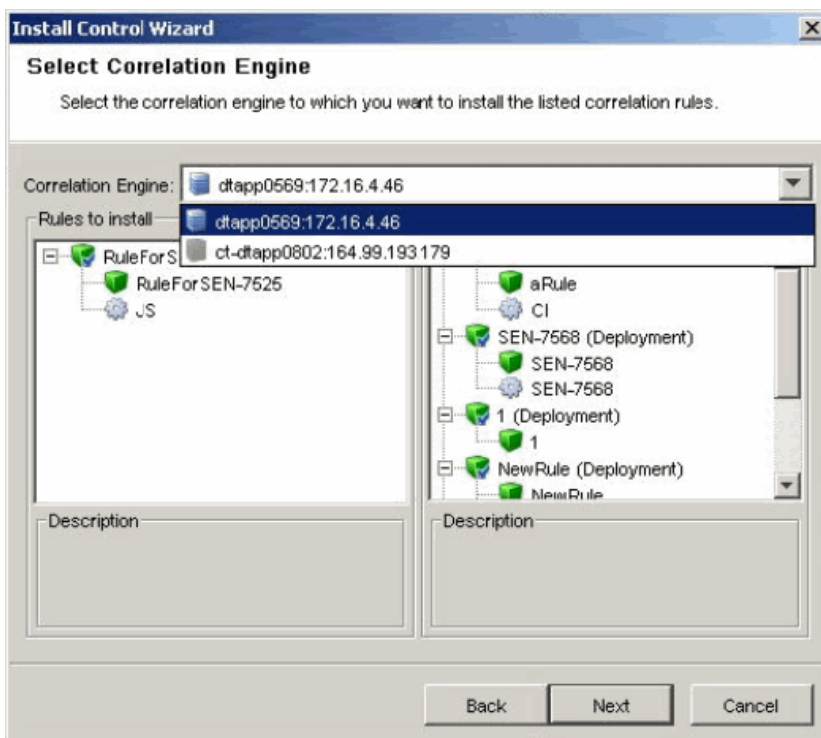 Install Control Wizard
Select Correlation Engine
Select the correlation engine to which you want to install the listed correlation rules.
Correlation Engine: dtapp0569:172.16.4.46
dtapp0569:172.16.4.46
ct-dtapp0802:164.99.193179
Rules to install
RuleForS
RuleForSEN-7525
JS
aRule
CI
SEN-7568 (Deployment)
SEN-7568
SEN-7568
1 (Deployment)
1
NewRule (Deployment)
NewRule
Description
Description
Back Next Cancel